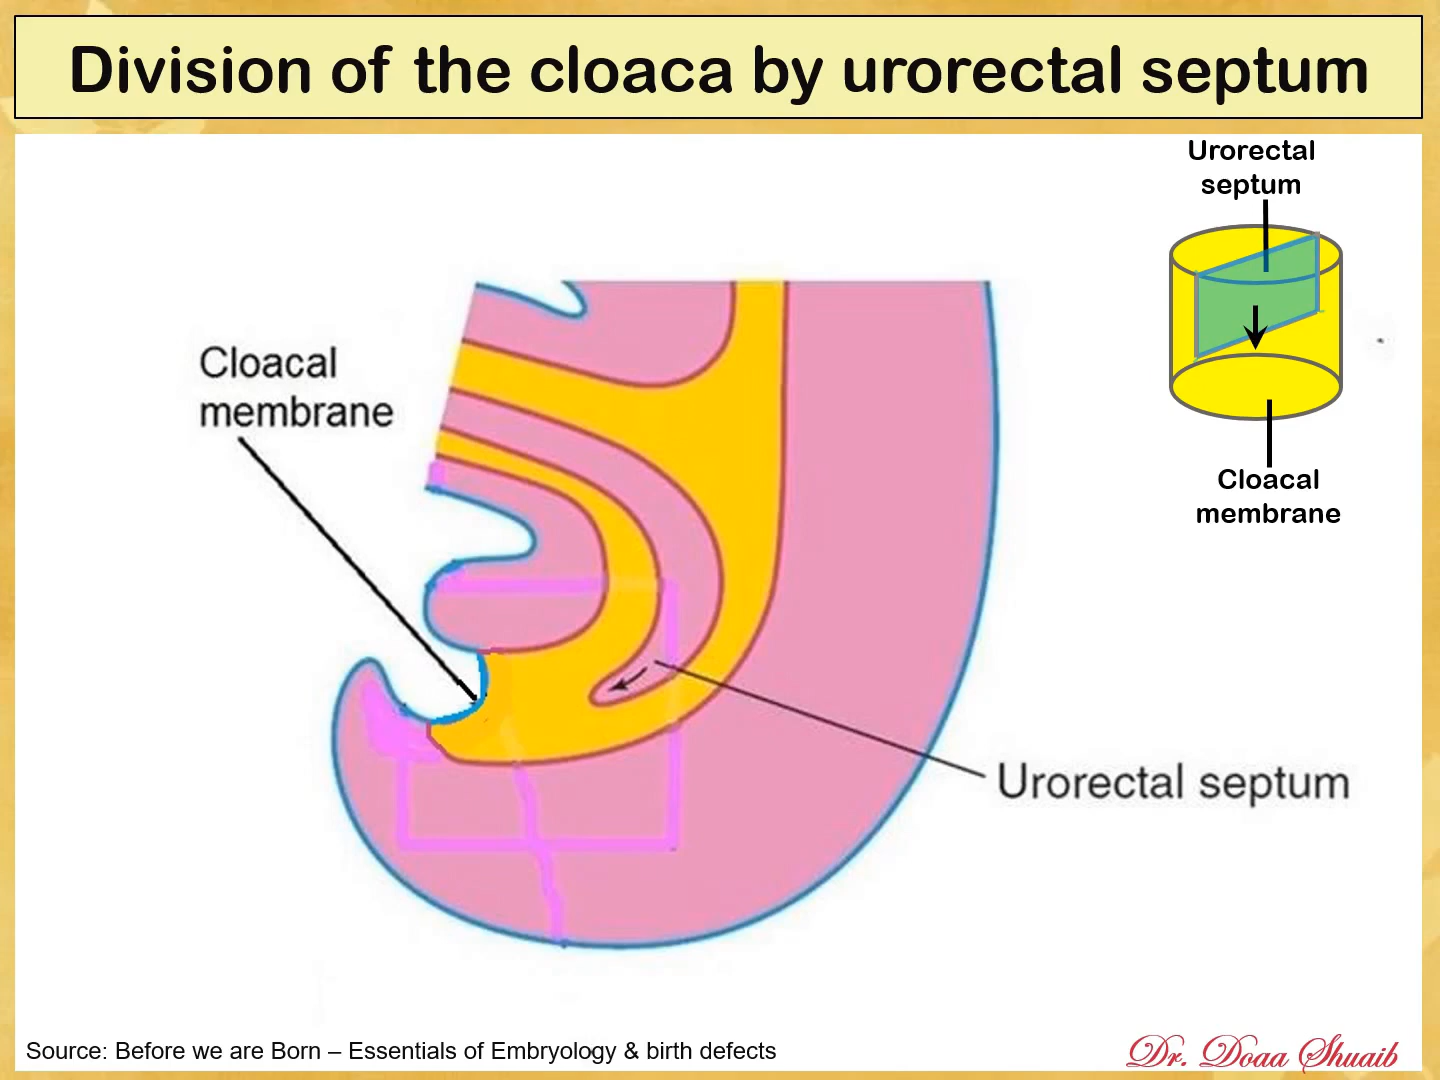 Division of the cloaca by urorectal septum
Urorectal
septum
Cloacal
membrane
Cloacal
membrane
Urorectal septum
Source: Before we are Born – Essentials of Embryology & birth defects
Dr. Doaa Shuaib